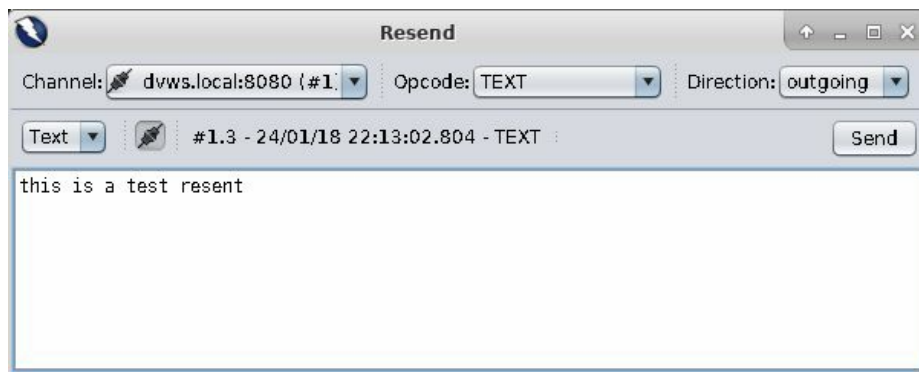 Resend
Channel: dvws.local:8080 (#1) Opcode: TEXT Direction: outgoing
Text #1.3 - 24/01/18 22:13:02.804 - TEXT Send
this is a test resent